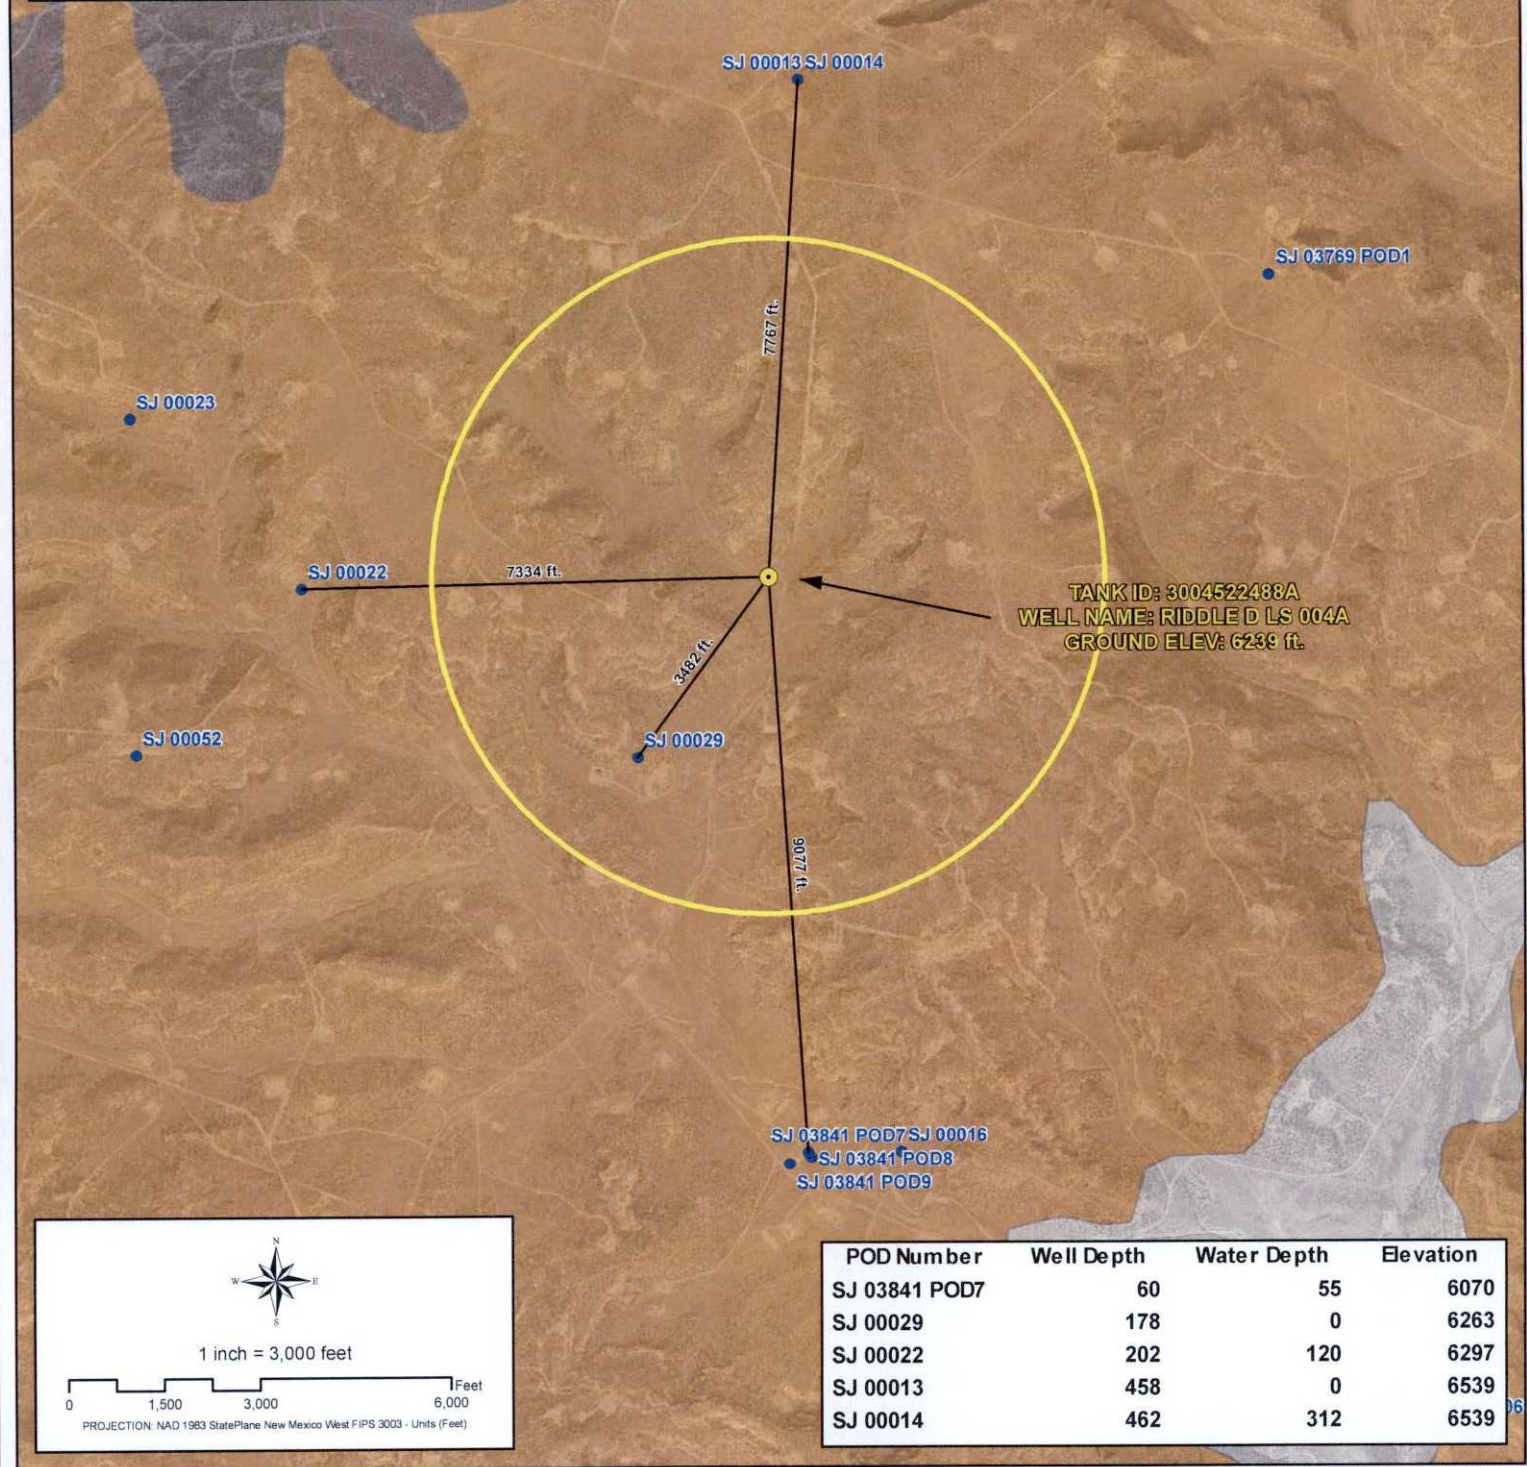 SJ 00013 SJ 00014
SJ 03769 POD1
7767 ft.
SJ 00023
SJ 00022
7334 ft.
TANK ID: 3004522488A
WELL NAME: RIDDLE D LS 004A
GROUND ELEV: 6239 ft.
3482 ft.
SJ 00052
SJ 00029
9077 ft.
SJ 03841 POD7 SJ 00016
SJ 03841 POD8
SJ 03841 POD9
N
W E
S
1 inch = 3,000 feet
Feet
0 1,500 3,000 6,000
PROJECTION: NAD 1983 StatePlane New Mexico West FIPS 3003 - Units (Feet)
POD Number Well Depth Water Depth Elevation
SJ 03841 POD7 60 55 6070
SJ 00029 178 0 6263
SJ 00022 202 120 6297
SJ 00013 458 0 6539
SJ 00014 462 312 6539